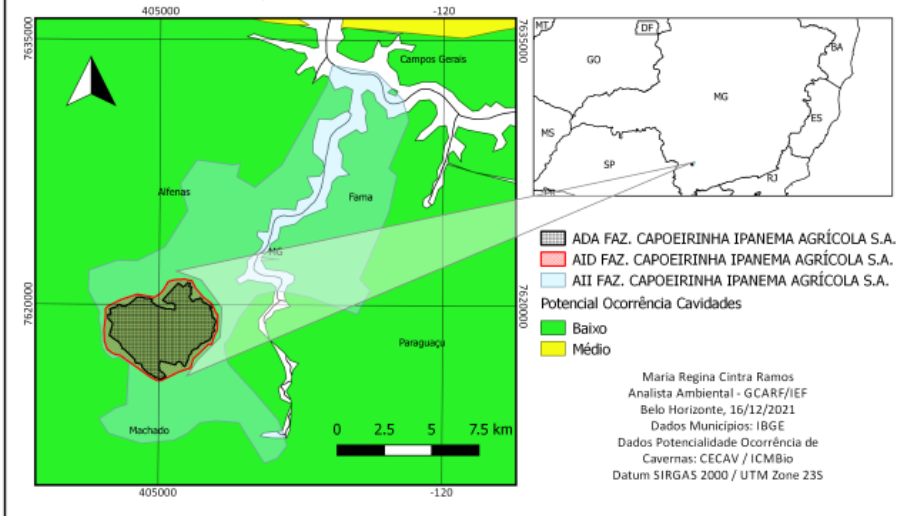 405000
-120
7635000
7635000
Campos Gerais
Alfenas
Fama
MG
7620000
7620000
Paraguaçu
Machado
0 2.5 5 7.5 km
405000
-120
MT
DF
BA
GO
MG
MS
ES
SP
RJ
PR
ADA FAZ. CAPOEIRINHA IPANEMA AGRÍCOLA S.A.
AID FAZ. CAPOEIRINHA IPANEMA AGRÍCOLA S.A.
AII FAZ. CAPOEIRINHA IPANEMA AGRÍCOLA S.A.
Potencial Ocorrência Cavidades
Baixo
Médio
Maria Regina Cintra Ramos
Analista Ambiental - GCARF/IEF
Belo Horizonte, 16/12/2021
Dados Municípios: IBGE
Dados Potencialidade Ocorrência de
Cavernas: CECAV / ICMBio
Datum SIRGAS 2000 / UTM Zone 23S